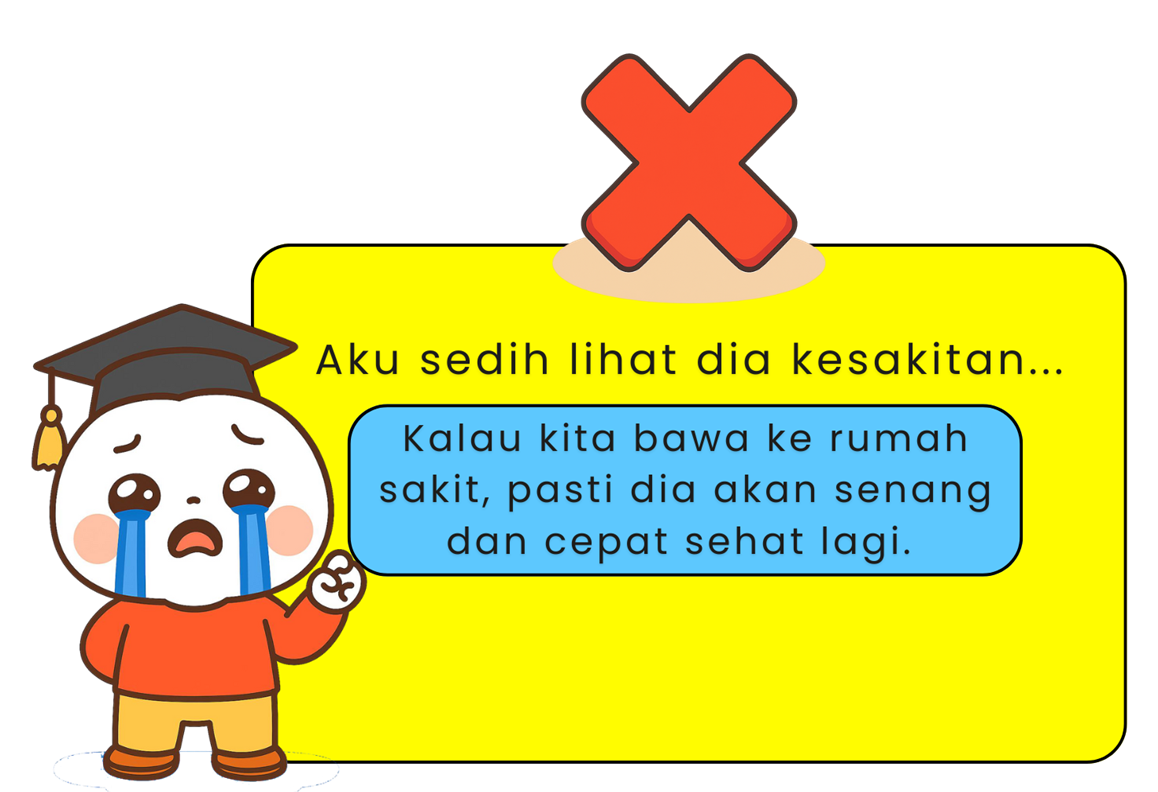 Aku sedih lihat dia kesakitan...
Kalau kita bawa ke rumah
sakit, pasti dia akan senang
dan cepat sehat lagi.